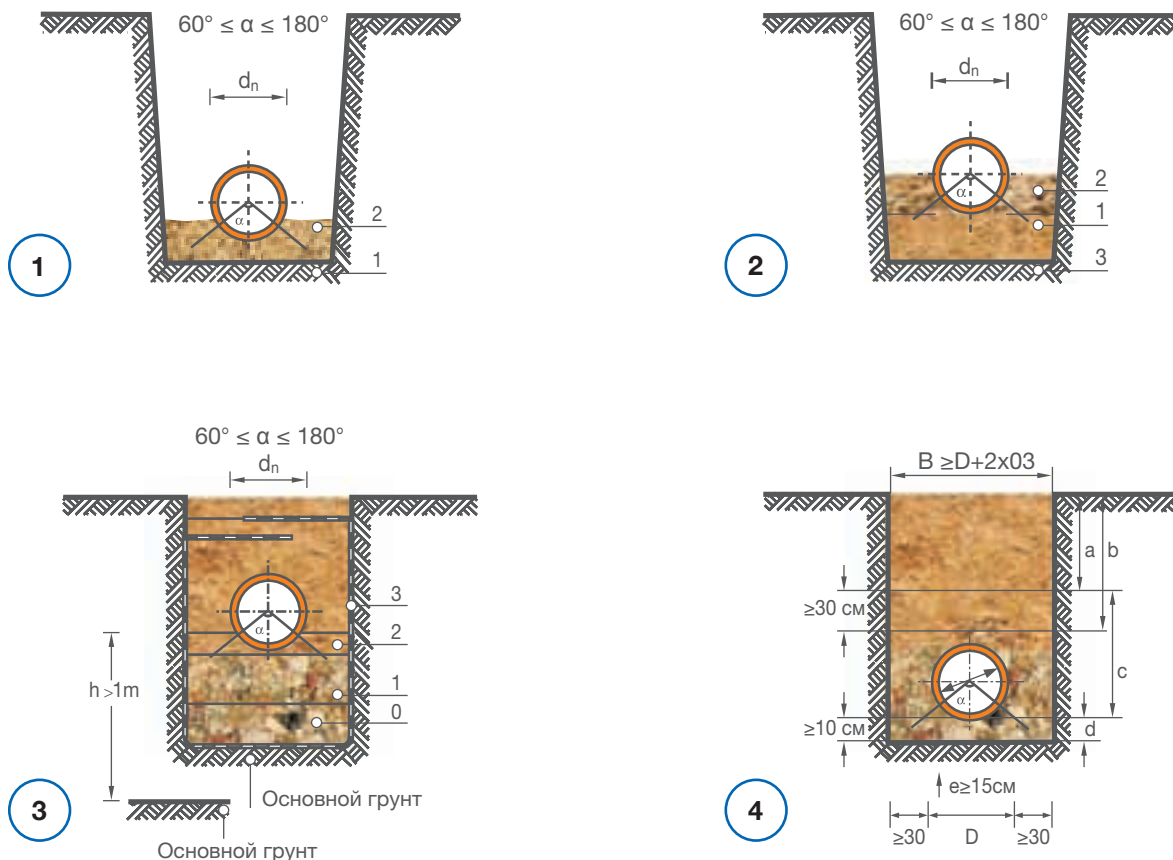 60° ≤ α ≤ 180°
dn
α
2
1
1
60° ≤ α ≤ 180°
dn
α
2
1
3
2
60° ≤ α ≤ 180°
dn
α
3
2
1
0
h >1m
Основной грунт
Основной грунт
3
B ≥D+2x03
a
b
≥30 см
c
α
≥10 см
d
e≥15см
≥30
D
≥30
4